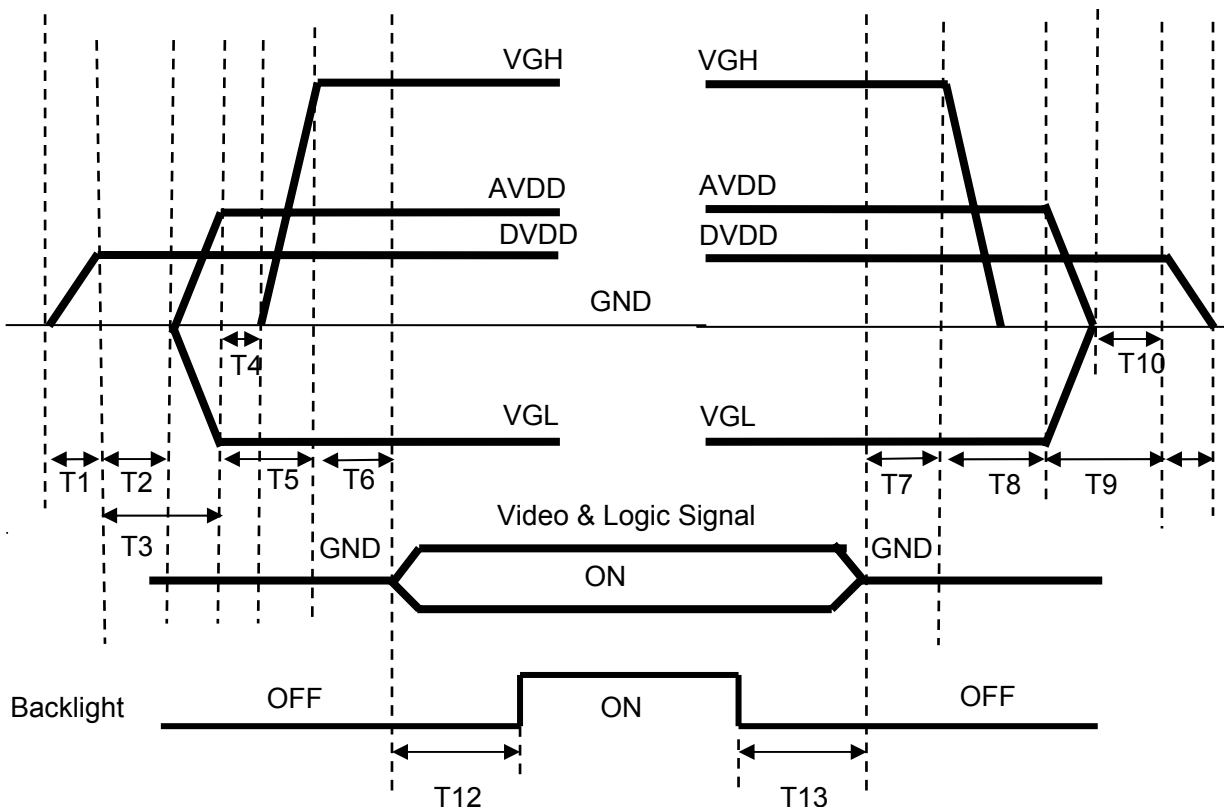 VGH
VGH
AVDD
AVDD
DVDD
DVDD
GND
T4
T10
VGL
VGL
T1
T2
T5
T6
T7
T8
T9
T3
Video & Logic Signal
GND
GND
ON
Backlight
OFF
ON
OFF
T12
T13